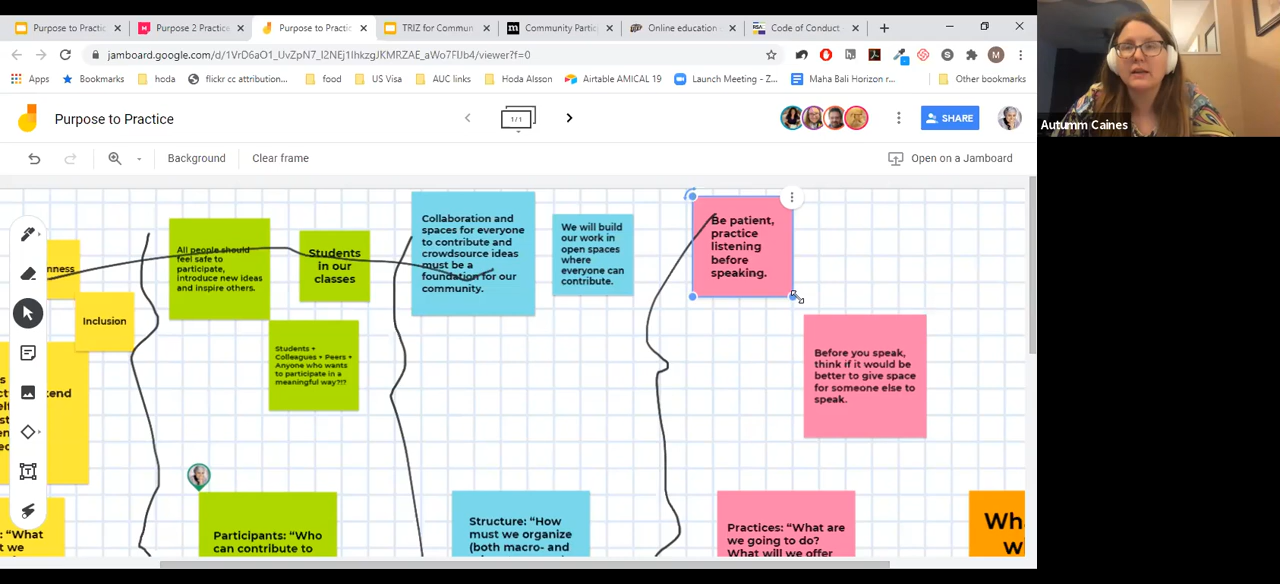 Purpose to Practic
Purpose 2 Practice
Purpose to Practic
TRIZ for Commun
Community Partic
Online education
Code of Conduct
jamboard.google.com/d/1VrD6aO1_UvZpN7_I2NEj1IhkzgJKMRZAE_aWo7FIJb4/viewer?f=0
Apps
Bookmarks
hoda
flickr cc attribution...
food
US Visa
AUC links
Hoda Alsson
Airtable AMICAL 19
Launch Meeting - Z...
Maha Bali Horizon r...
Other bookmarks
M
Purpose to Practice
1/1
SHARE
Background
Clear frame
Open on a Jamboard
Autumm Caines
nness
Inclusion
All people should
feel safe to
participate,
introduce new ideas
and inspire others.
Students
in our
classes
Students +
Colleagues + Peers +
Anyone who wants
to participate in a
meaningful way?!?
Collaboration and
spaces for everyone
to contribute and
crowdsource ideas
must be a
foundation for our
community.
We will build
our work in
open spaces
where
everyone can
contribute.
Be patient,
practice
listening
before
speaking.
Before you speak,
think if it would be
better to give space
for someone else to
speak.
: "What
Participants: "Who
can contribute to
Structure: "How
must we organize
(both macro- and
Practices: "What are
we going to do?
What will we offer